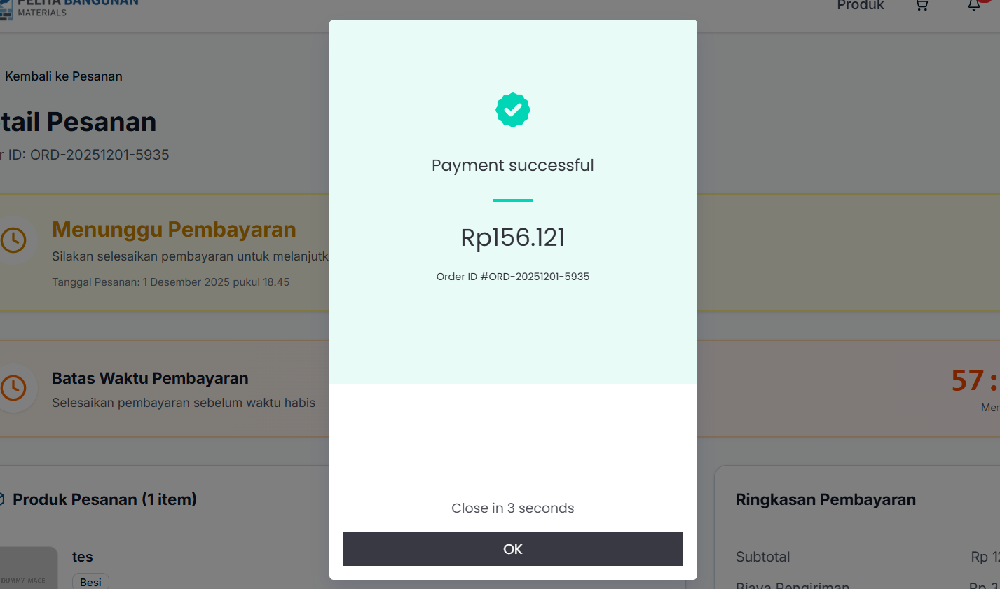 PELITA BANGUNAN
MATERIALS
Produk
Kembali ke Pesanan
tail Pesanan
r ID: ORD-20251201-5935
Menunggu Pembayaran
Silakan selesaikan pembayaran untuk melanjutk
Tanggal Pesanan: 1 Desember 2025 pukul 18.45
Batas Waktu Pembayaran
Selesaikan pembayaran sebelum waktu habis
57:
Men
Produk Pesanan (1 item)
tes
Besi
DUMMY IMAGE
Payment successful
Rp156.121
Order ID #ORD-20251201-5935
Close in 3 seconds
OK
Ringkasan Pembayaran
Subtotal
Rp 12
Biaya Pengiriman
Rp 3